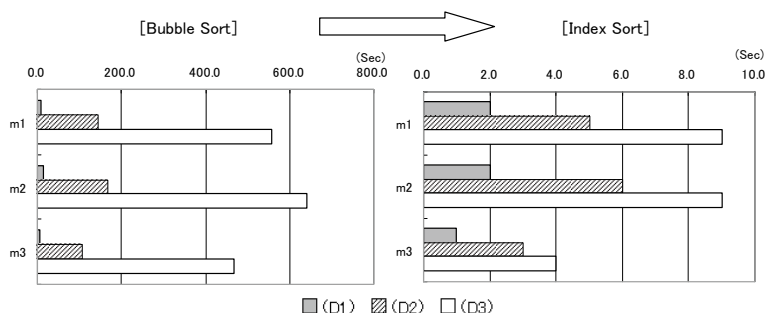 [Bubble Sort]
(Sec)
0.0 200.0 400.0 600.0 800.0
m1
m2
m3
[Index Sort]
(Sec)
0.0 2.0 4.0 6.0 8.0 10.0
m1
m2
m3
(D1) (D2) (D3)